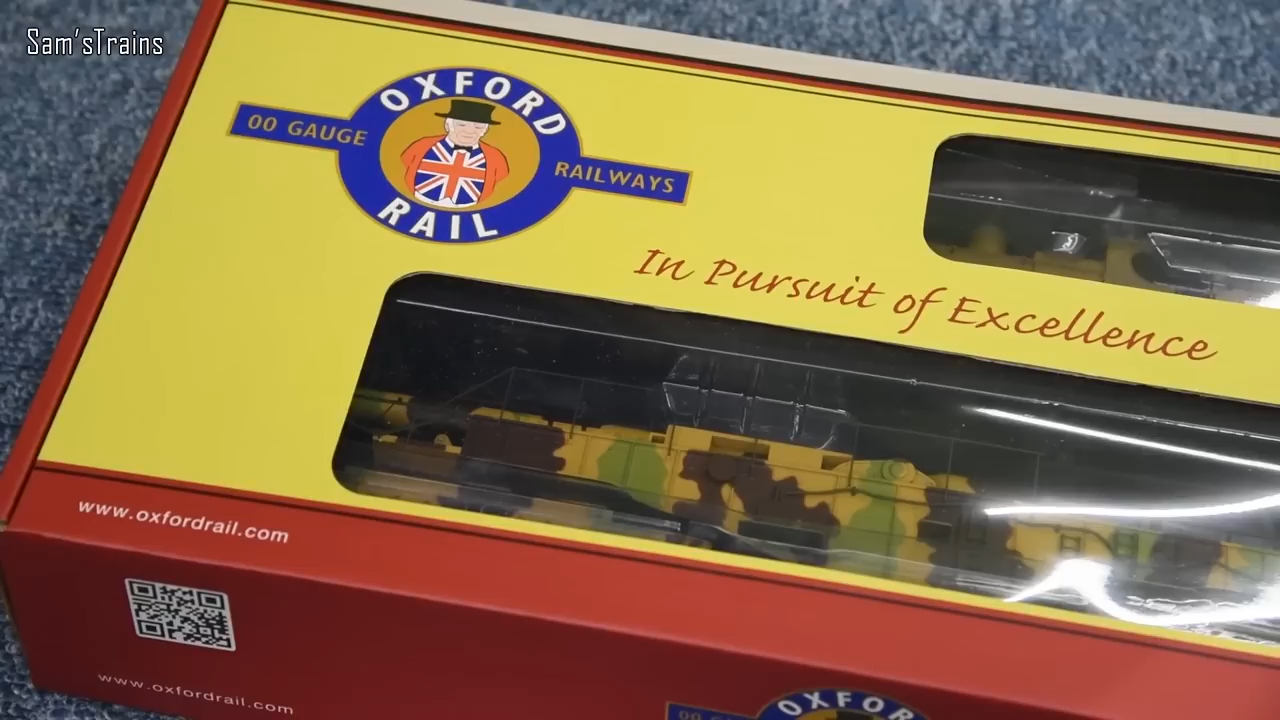 Sam'sTrains
OXFORD
00 GAUGE
RAILWAYS
RAIL
In Pursuit of Excellence
www.oxfordrail.com
www.oxfordrail.com
OXFORD